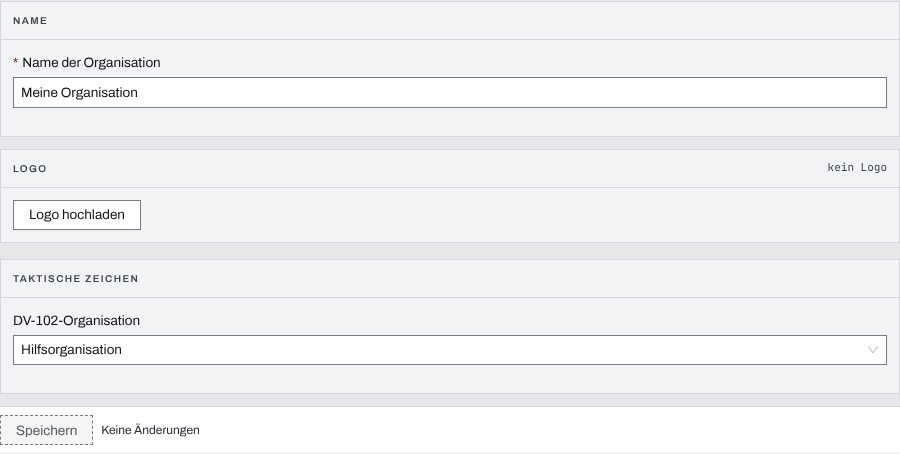 NAME
* Name der Organisation
Meine Organisation
LOGO
kein Logo
Logo hochladen
TAKTISCHE ZEICHEN
DV-102-Organisation
Hilfsorganisation
Speichern
Keine Änderungen